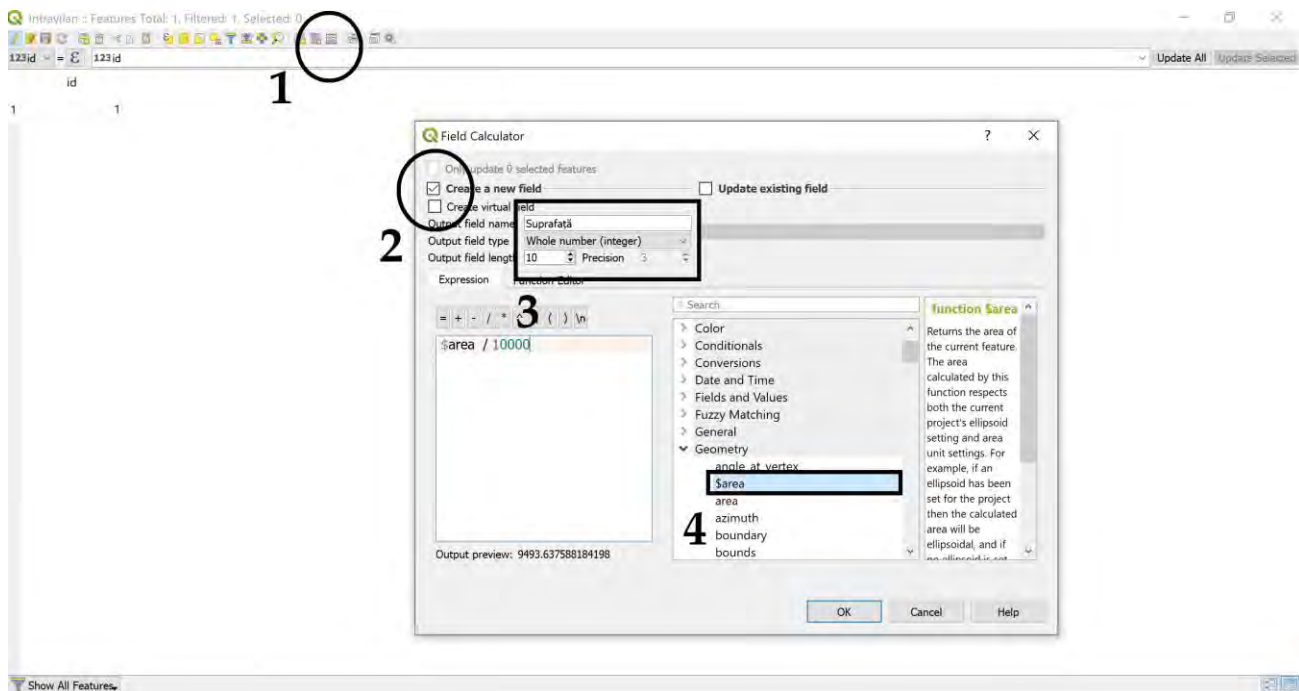 Intravilan :: Features Total: 1, Filtered: 1, Selected: 0
123id = ε 123id Update All Update Selected
id
1
1 1
Field Calculator ? X
Only update 0 selected features
Create a new field Update existing field
Create virtual field
2
Output field name Suprafață
Output field type Whole number (integer)
Output field length 10 Precision 3
Expression Function Editor
3
= + - / * ^ ( ) \n
$area / 10000
Output preview: 9493.637588184198
Search
Color
Conditionals
Conversions
Date and Time
Fields and Values
Fuzzy Matching
General
Geometry
angle_at_vertex
$area
area
azimuth
4
boundary
bounds
function $area
Returns the area of
the current feature.
The area
calculated by this
function respects
both the current
project's ellipsoid
setting and area
unit settings. For
example, if an
ellipsoid has been
set for the project
then the calculated
area will be
ellipsoidal, and if
no ellipsoid is set
OK Cancel Help
Show All Features